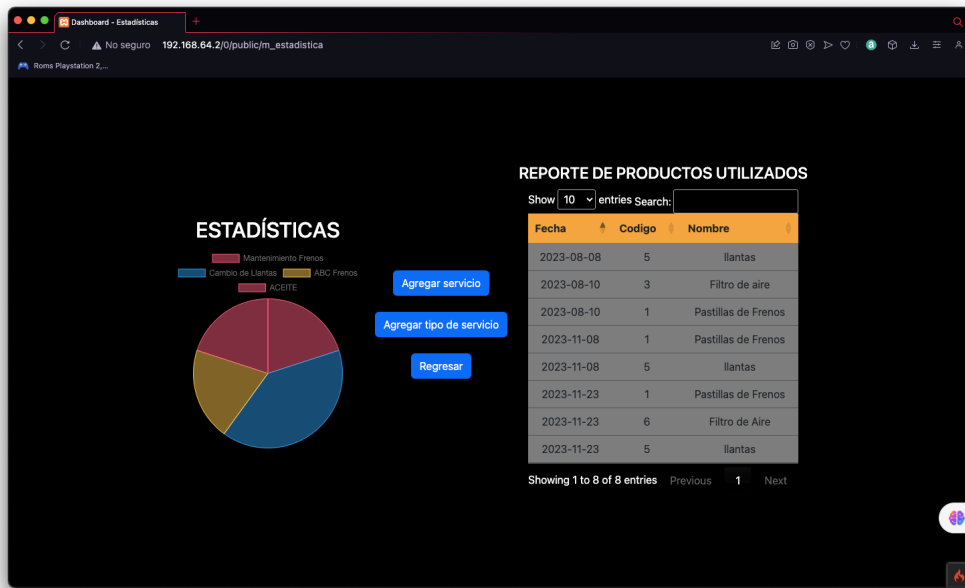 Dashboard - Estadísticas
No seguro 192.168.64.2/0/public/m_estadistica
Roms Playstation 2,...
ESTADÍSTICAS
Mantenimiento Frenos
Cambio de Llantas ABC Frenos
ACEITE
Agregar servicio
Agregar tipo de servicio
Regresar
REPORTE DE PRODUCTOS UTILIZADOS
Show 10 entries Search:
Fecha Codigo Nombre
2023-08-08 5 llantas
2023-08-10 3 Filtro de aire
2023-08-10 1 Pastillas de Frenos
2023-11-08 1 Pastillas de Frenos
2023-11-08 5 llantas
2023-11-23 1 Pastillas de Frenos
2023-11-23 6 Filtro de Aire
2023-11-23 5 llantas
Showing 1 to 8 of 8 entries Previous 1 Next